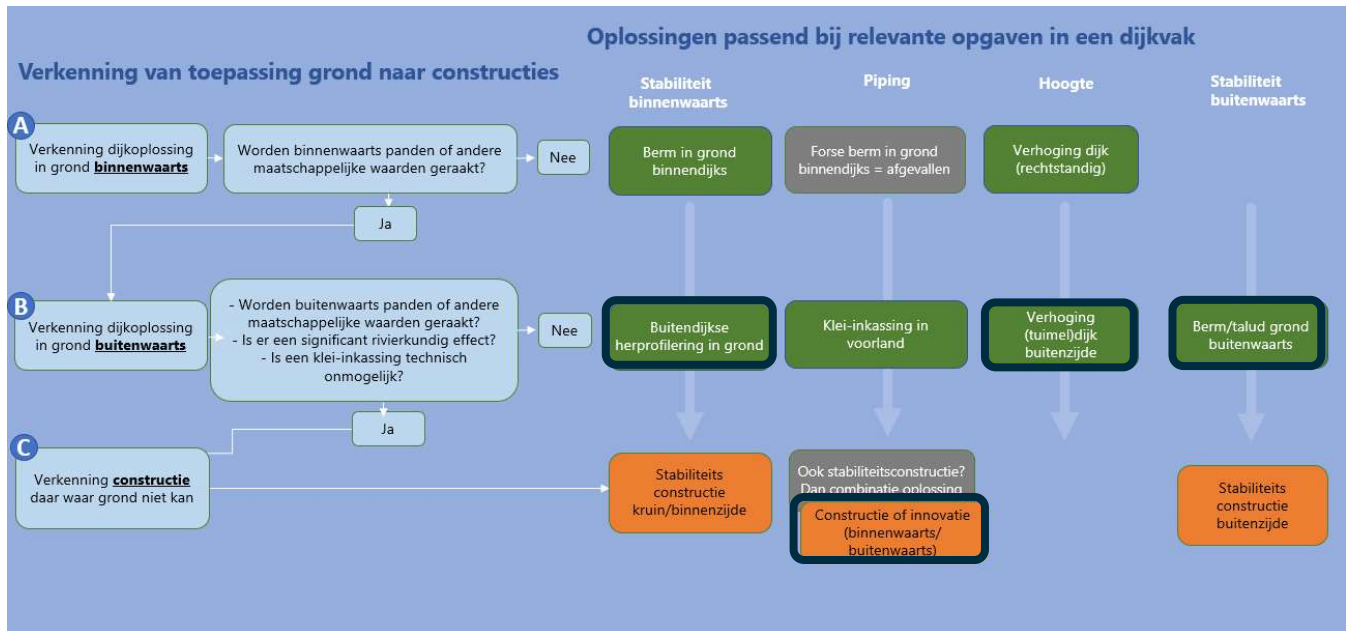 Oplossingen passend bij relevante opgaven in een dijkvak
Verkenning van toepassing grond naar constructies
Stabiliteit
binnenwaarts
Piping
Hoogte
Stabiliteit
buitenwaarts
A
Verkenning dijkoplossing
in grond binnenwaarts
Worden binnenwaarts panden of andere
maatschappelijke waarden geraakt?
Nee
Ja
Berm in grond
binnendijks
Forse berm in grond
binnendijks = afgevallen
Verhoging dijk
(rechtstandig)
B
Verkenning dijkoplossing
in grond buitenwaarts
- Worden buitenwaarts panden of andere
maatschappelijke waarden geraakt?
- Is er een significant rivierkundig effect?
- Is een klei-inkassing technisch
onmogelijk?
Nee
Ja
Buitendijkse
herprofilering in grond
Klei-inkassing in
voorland
Verhoging
(tuimel)dijk
buitenzijde
Berm/talud grond
buitenwaarts
C
Verkenning constructie
daar waar grond niet kan
Stabiliteits
constructie
kruin/binnenzijde
Ook stabiliteitsconstructie?
Dan combinatie oplossing
Constructie of innovatie
(binnenwaarts/
buitenwaarts)
Stabiliteits
constructie
buitenzijde